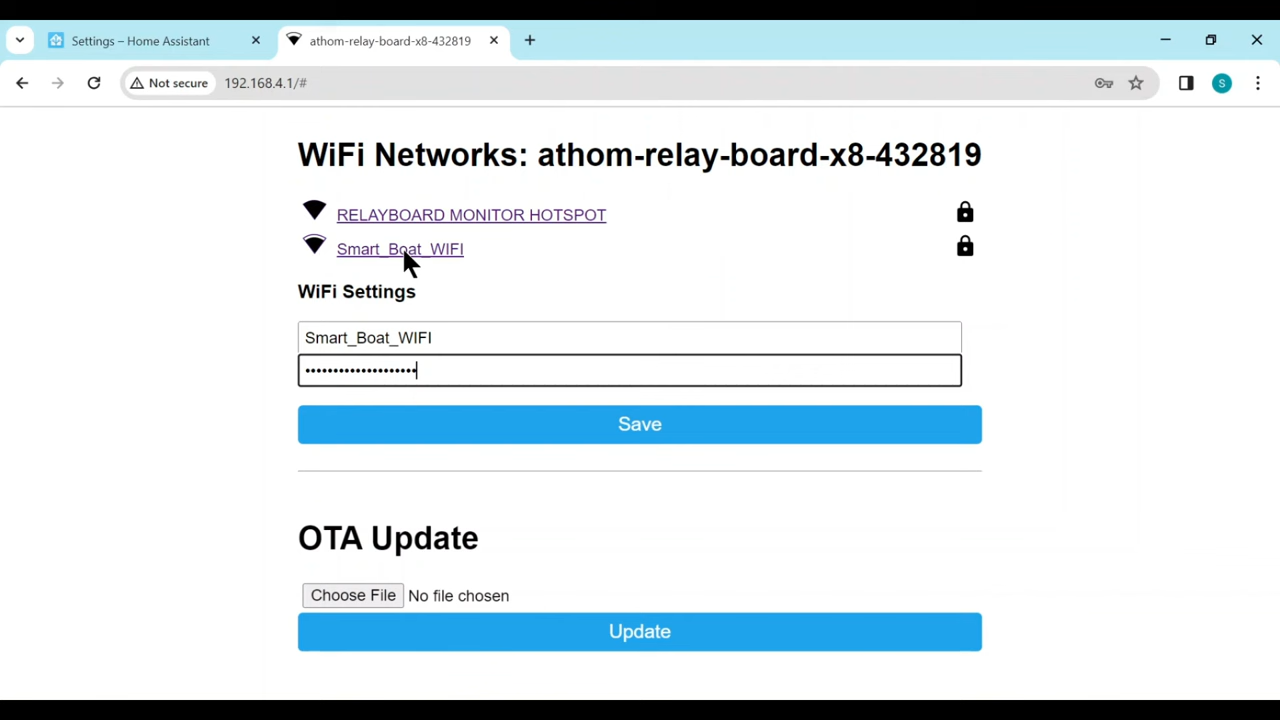 Settings – Home Assistant
athom-relay-board-x8-432819
Not secure
192.168.4.1/#
S
WiFi Networks: athom-relay-board-x8-432819
RELAYBOARD MONITOR HOTSPOT
Smart_Boat_WIFI
WiFi Settings
Smart_Boat_WIFI
••••••••••••••••••••
Save
OTA Update
Choose File No file chosen
Update